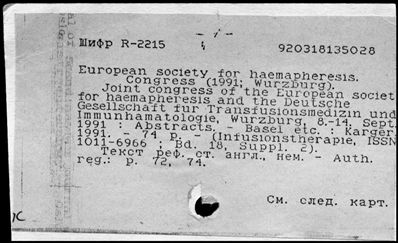 Шифр R-2215
920318135028
European society for haemapheresis.
Congress (1991; Wurzburg).
Joint congress of the European societ
for haemapheresis and the Deutsche
Gesellschaft fur Transfusionsmedizin und
Immunhamatologie, Wurzburg, 8.-14. Sept.
1991 : Abstracts. - Basel etc. : Karger,
1991. - 74 p. - (Infusionstherapie, ISSN
1011-6966 ; Bd. 18, Suppl. 2).
Текст реф. ст. англ., нем. - Auth.
reg.: p. 72, 74.
См. след. карт.